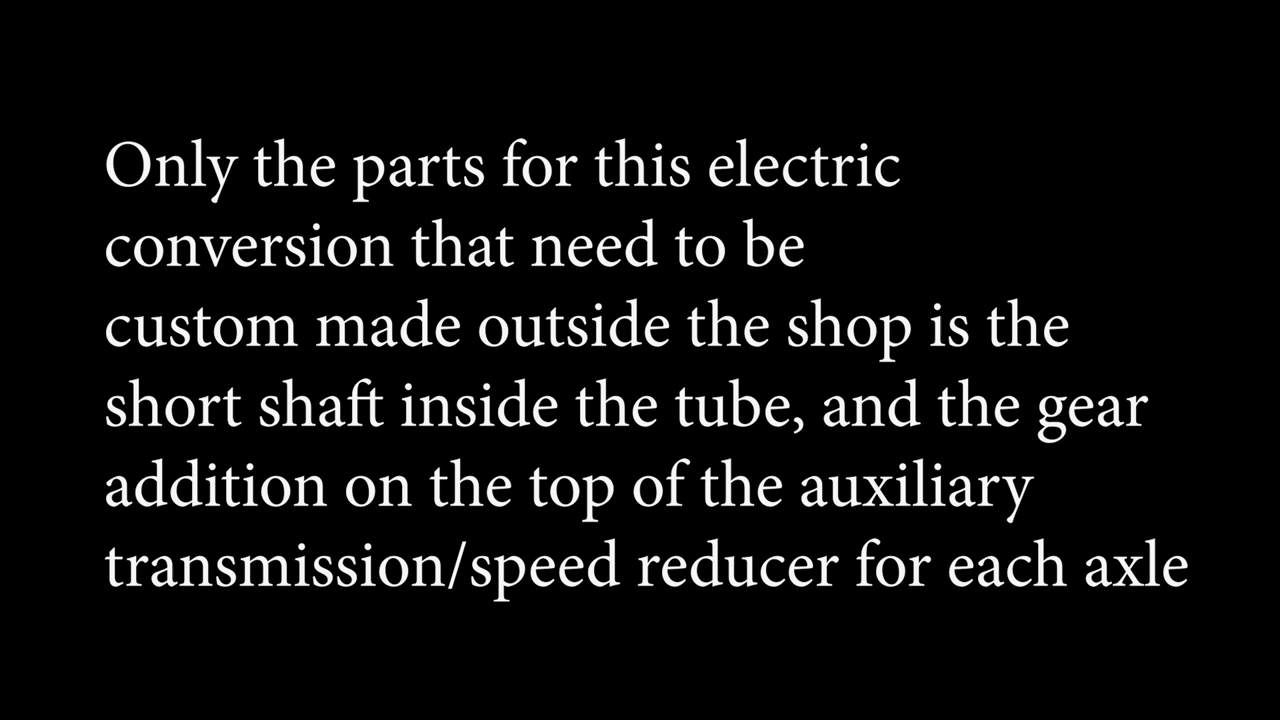 Only the parts for this electric
conversion that need to be
custom made outside the shop is the
short shaft inside the tube, and the gear
addition on the top of the auxiliary
transmission/speed reducer for each axle